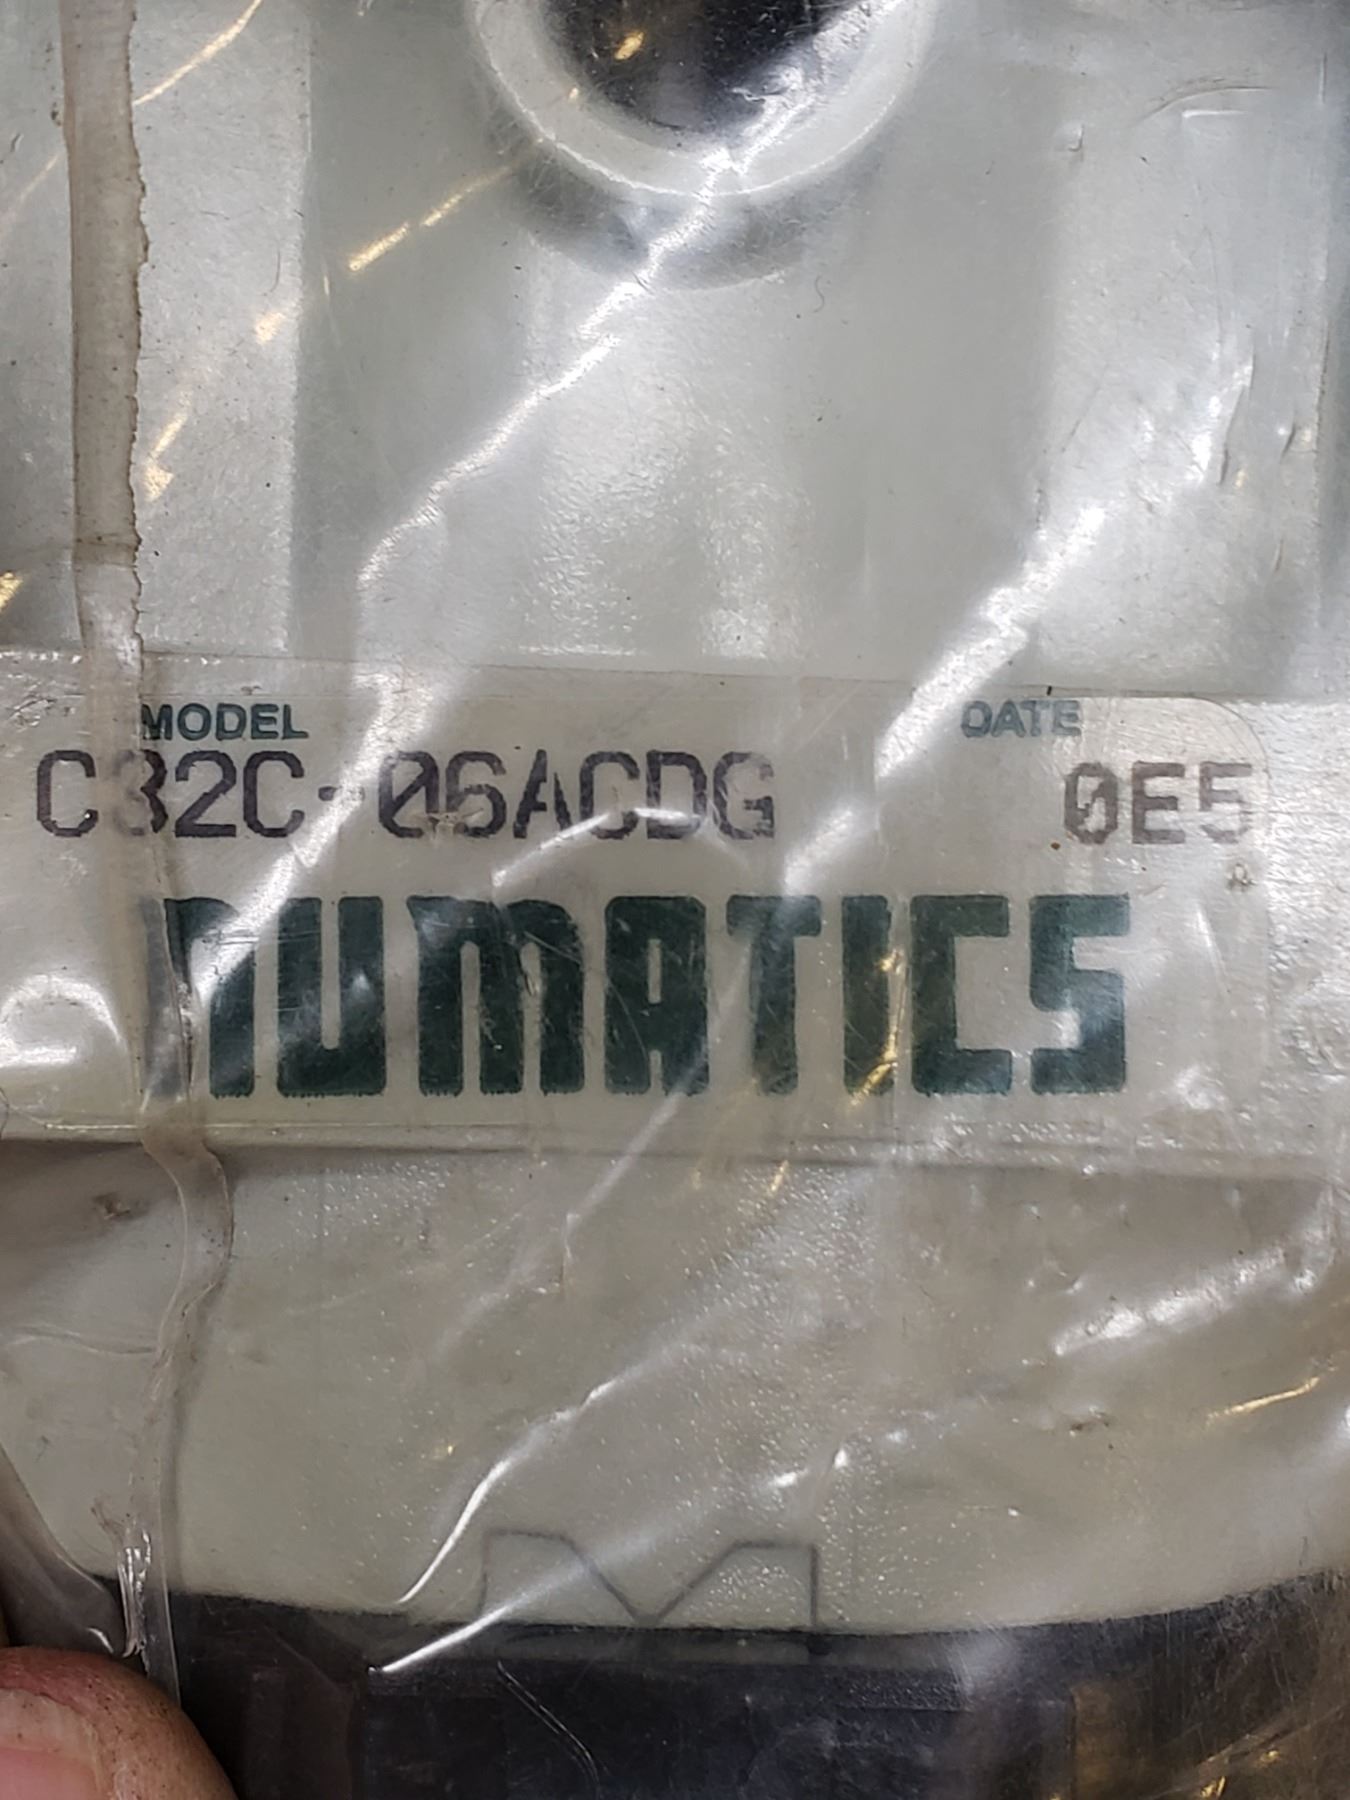 MODEL DATE
C32C-06ACDG 0E5
NUMATICS